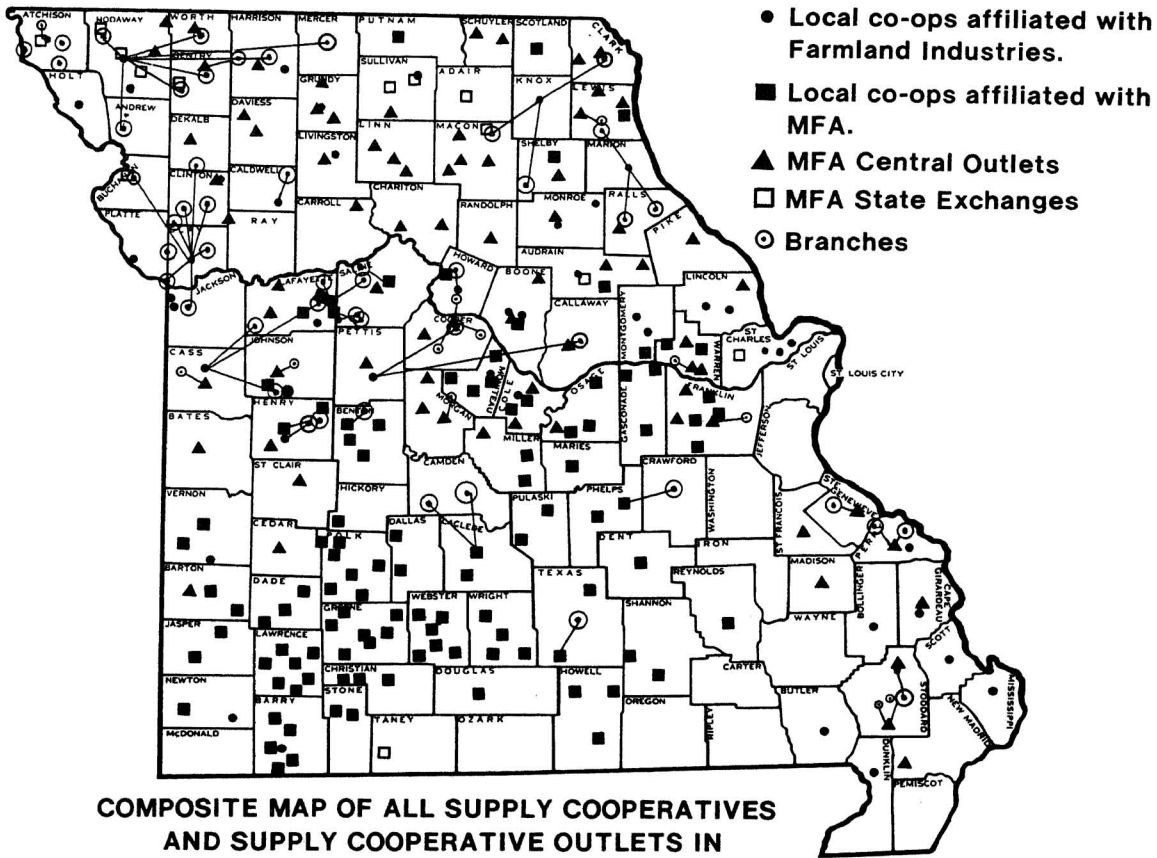 Local co-ops affiliated with
Farmland Industries.
Local co-ops affiliated with
MFA.
MFA Central Outlets
MFA State Exchanges
Branches
ATCHISON
NODAWAY
WORTH
HARRISON
MERCER
PUTNAM
SCHUYLER
SCOTLAND
CLARK
HOLT
GENTRY
SULLIVAN
ADAIR
KNOX
LEWIS
ANDREW
DEKALB
DAVIESS
GRUNDY
LIVINGSTON
LINN
MACON
SHELBY
MARION
BUCHANAN
CLINTON
CALDWELL
CHARITON
RANDOLPH
MONROE
RALLS
PIKE
PLATTE
RAY
CARROLL
AUDRAIN
JACKSON
LAFAYETTE
SALINE
HOWARD
BOONE
CALLAWAY
MONTGOMERY
LINCOLN
WARREN
ST CHARLES
ST LOUIS
ST LOUIS CITY
CASS
JOHNSON
PETTIS
COOPER
MONITEAU
COLE
OSAGE
GASCONADE
FRANKLIN
JEFFERSON
BATES
HENRY
BENTON
MORGAN
MILLER
MARIES
ST CLAIR
CAMDEN
CRAWFORD
WASHINGTON
VERNON
HICKORY
PULASKI
PHELPS
ST FRANCOIS
STE GENEVIEVE
CEDAR
POLK
DALLAS
LACLEDE
DENT
IRON
PERRY
BARTON
DADE
TEXAS
REYNOLDS
MADISON
BOLLINGER
CAPE GIRARDEAU
JASPER
GREENE
WEBSTER
WRIGHT
SHANNON
WAYNE
SCOTT
LAWRENCE
CHRISTIAN
DOUGLAS
HOWELL
CARTER
NEWTON
STONE
OREGON
RIPLEY
BUTLER
STODDARD
MISSISSIPPI
NEW MADRID
McDONALD
BARRY
TANEY
OZARK
DUNKLIN
PEMISCOT
COMPOSITE MAP OF ALL SUPPLY COOPERATIVES
AND SUPPLY COOPERATIVE OUTLETS IN